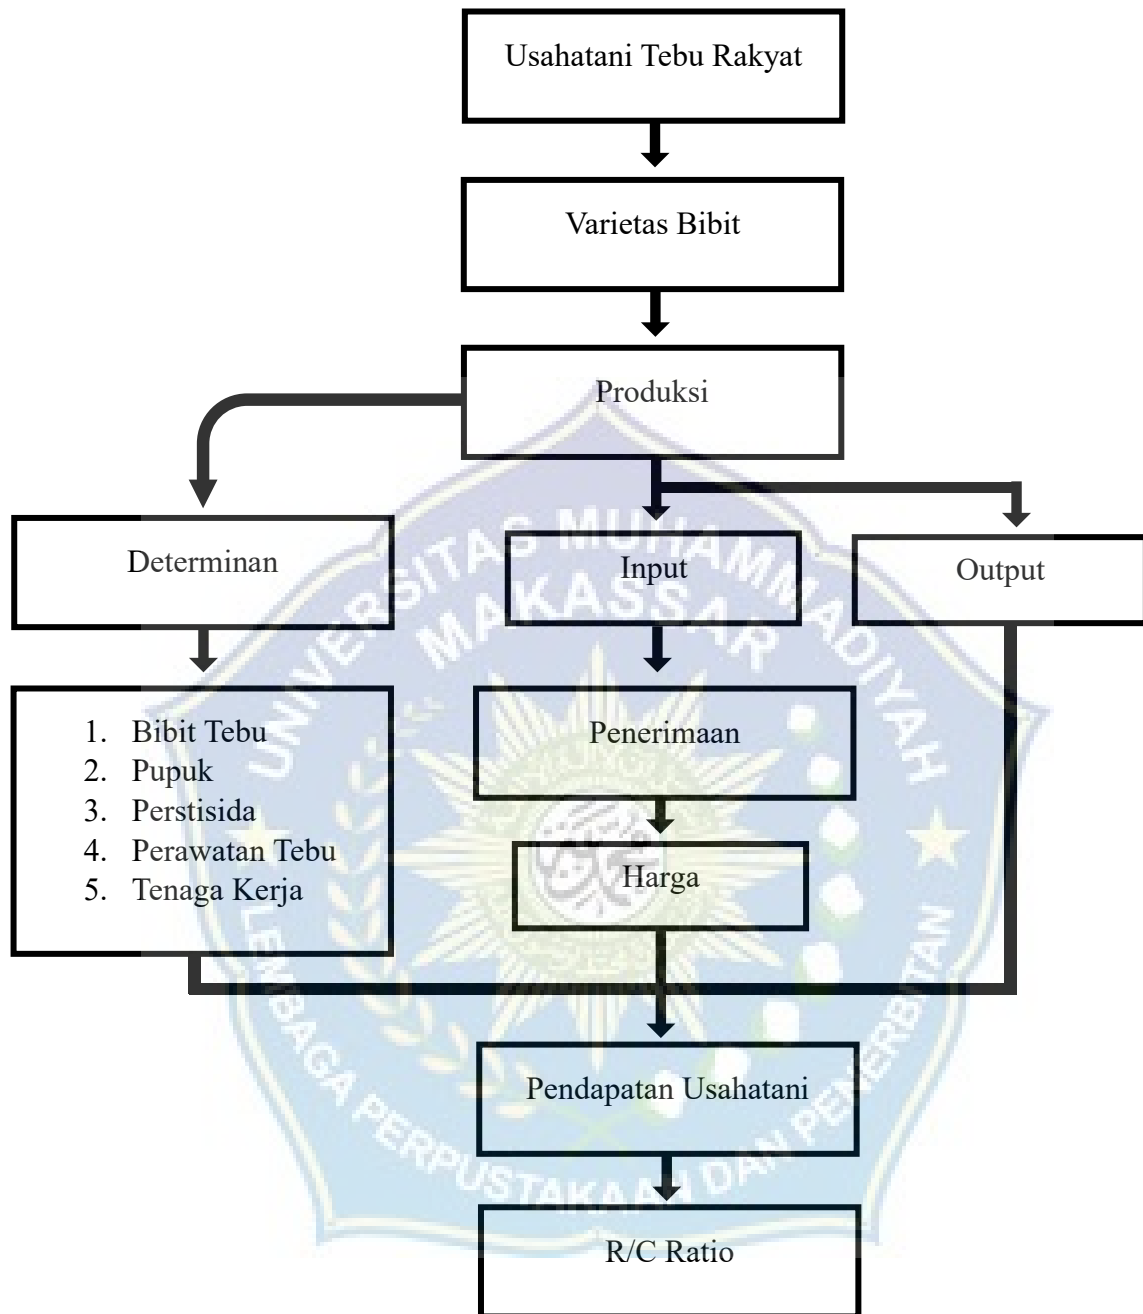 Usahatani Tebu Rakyat
Varietas Bibit
Produksi
Determinan
Input
Output
1. Bibit Tebu
2. Pupuk
3. Perstisida
4. Perawatan Tebu
5. Tenaga Kerja
Penerimaan
Harga
Pendapatan Usahatani
R/C Ratio
UNIVERSITAS MUHAMMADIYAH
MAKASSAR
LEMBAGA PERPUSTAKAAN DAN PENERBITAN